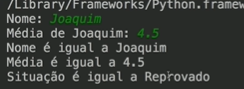 /Library/Frameworks/Python.framew
Nome: Joaquim
Média de Joaquim: 4.5
Nome é igual a Joaquim
Média é igual a 4.5
Situação é igual a Reprovado